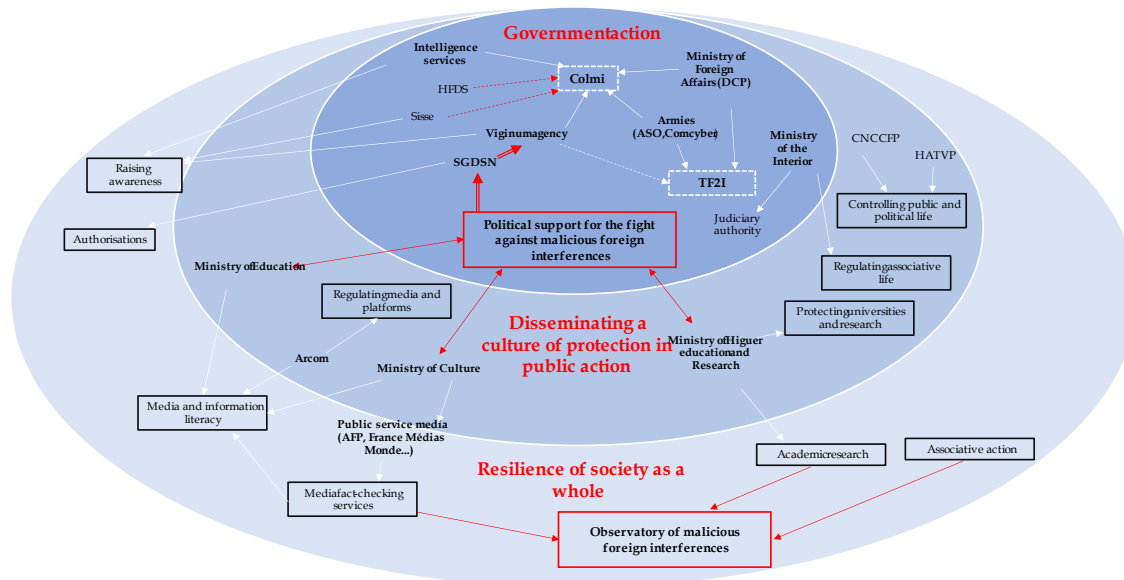 Governmentaction
Intelligence
services
Ministry of
Foreign
Affairs(DCP)
Colmi
HFDS
Sisse
Armies
(ASO,Comcyber)
Viginumagency
Ministry
of the
Interior
CNCCFP
HATVP
SGDSN
Raising
awareness
TF2I
Controlling public and
political life
Judiciary
authority
Political support for the fight
against malicious foreign
interferences
Authorisations
Ministry ofEducation
Regulatingassociative
life
Regulatingmedia and
platforms
Protectinguniversities
andresearch
Disseminating a
culture of protection in
public action
Ministry ofHiguer
educationand
Research
Arcom
Ministry of Culture
Media and information
literacy
Public service media
(AFP, France Médias
Monde...)
Academicresearch
Associative action
Resilience of society as a
whole
Mediafact-checking
services
Observatory of malicious
foreign interferences